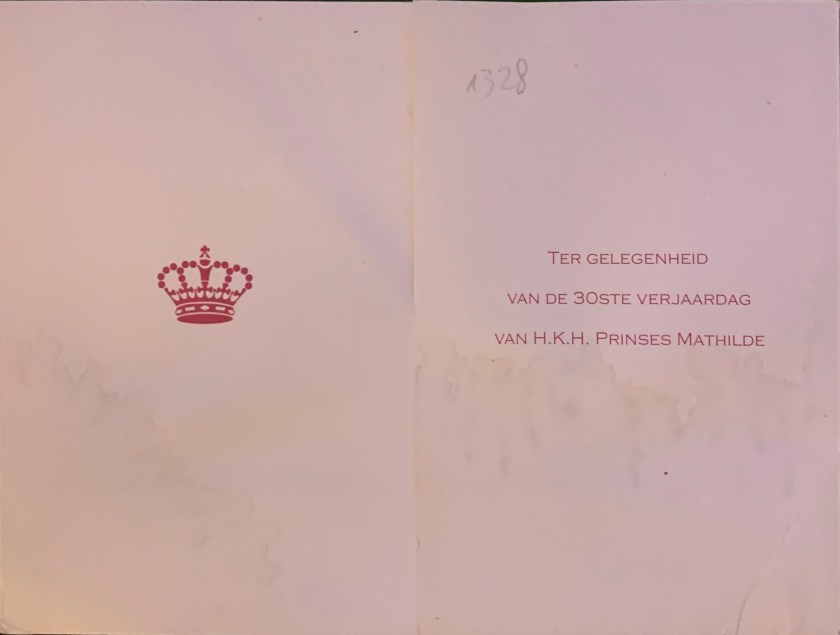 1328
Ter gelegenheid
van de 30ste verjaardag
van H.K.H. Prinses Mathilde